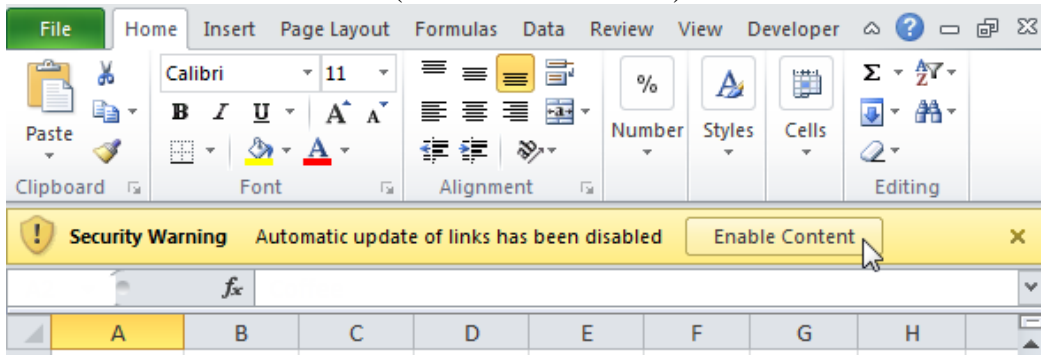 File Home Insert Page Layout Formulas Data Review View Developer
Calibri 11
% 
Paste B I U A A Number Styles Cells
A
Clipboard Font Alignment Editing
Security Warning Automatic update of links has been disabled Enable Content
fx
A B C D E F G H